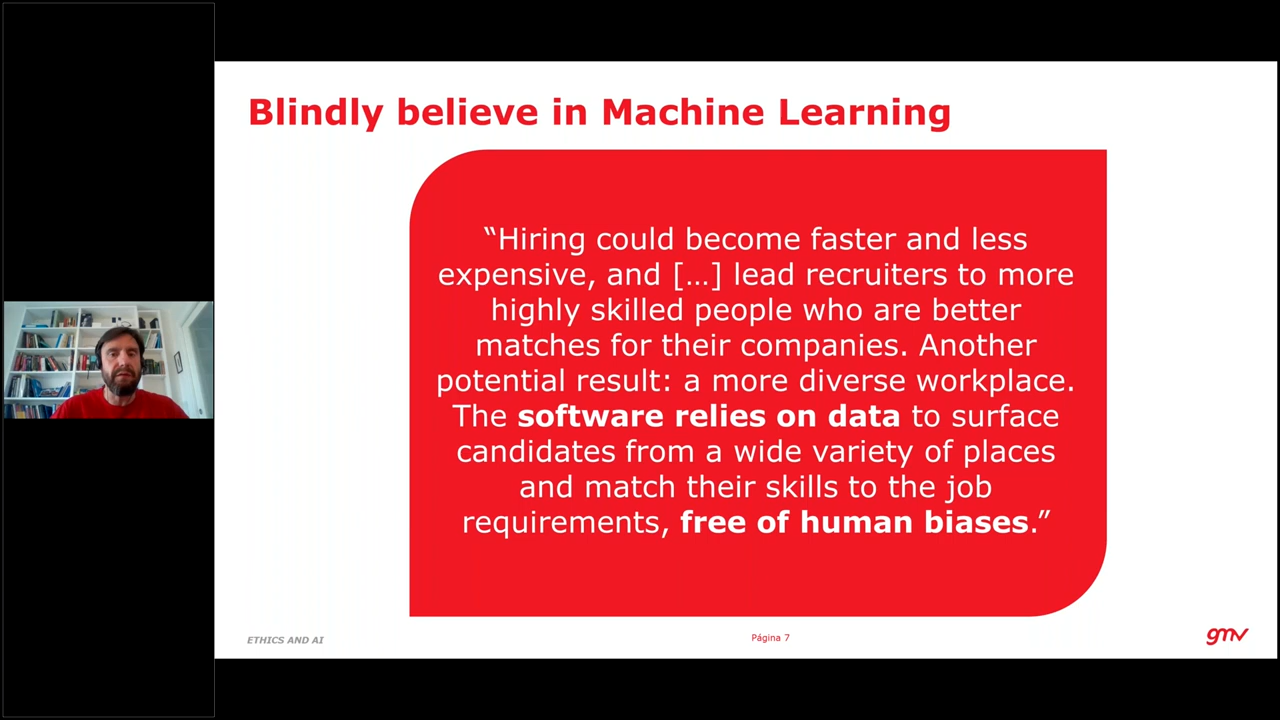 Blindly believe in Machine Learning
“Hiring could become faster and less
expensive, and […] lead recruiters to more
highly skilled people who are better
matches for their companies. Another
potential result: a more diverse workplace.
The software relies on data to surface
candidates from a wide variety of places
and match their skills to the job
requirements, free of human biases.”
ETHICS AND AI
Página 7
gmv